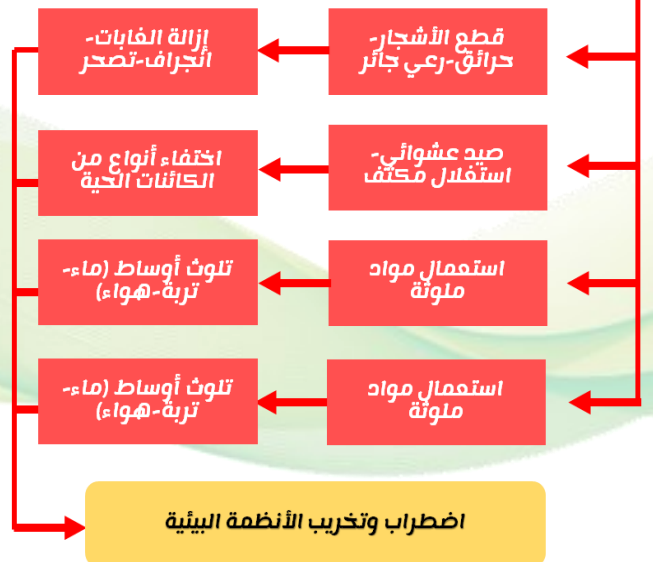 قطع الأشجار-
حرائق-رعي جائر
إزالة الغابات-
انجراف-تصحر
صيد عشوائي-
استغلال مكثف
اختفاء أنواع من
الكائنات الحية
استعمال مواد
ملوثة
تلوث أوساط (ماء-
تربة-هواء)
استعمال مواد
ملوثة
تلوث أوساط (ماء-
تربة-هواء)
اضطراب وتخريب الأنظمة البيئية